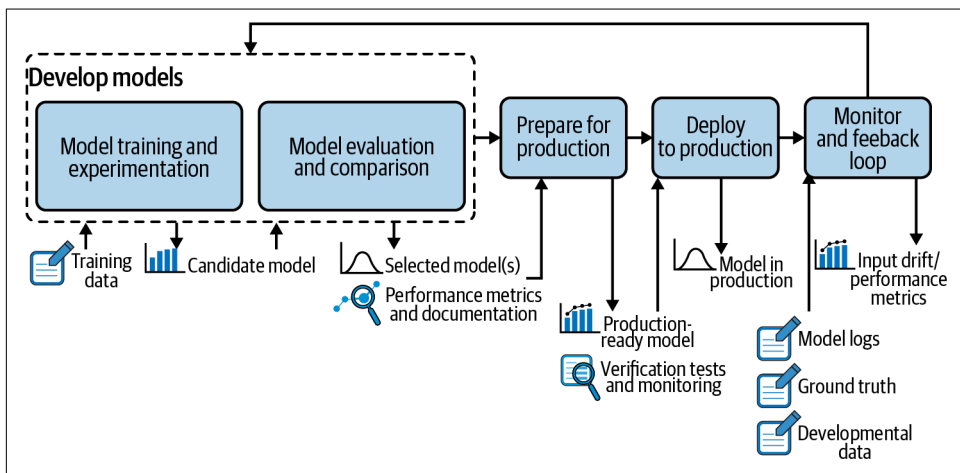 Develop models
Model training and
experimentation
Model evaluation
and comparison
Prepare for
production
Deploy
to production
Monitor
and feeback
loop
Training
data
Candidate model
Selected model(s)
Performance metrics
and documentation
Production-
ready model
Verification tests
and monitoring
Model in
production
Input drift/
performance
metrics
Model logs
Ground truth
Developmental
data